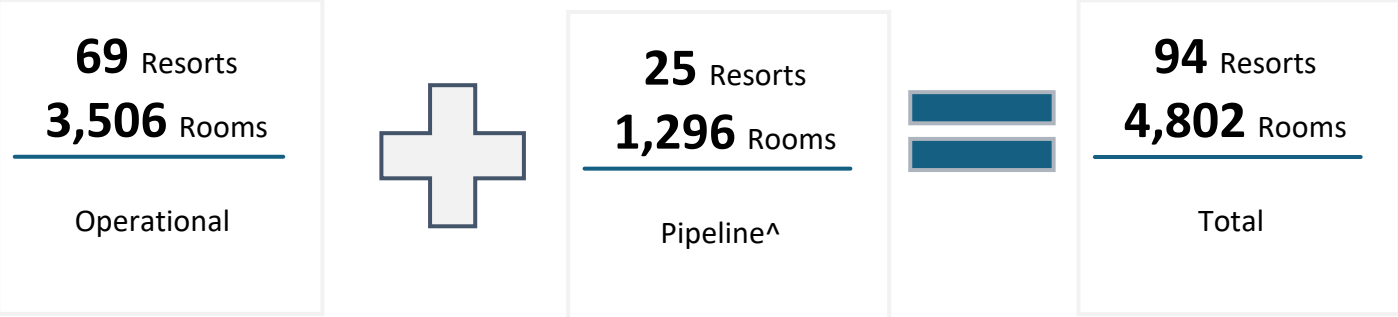 69 Resorts
3,506 Rooms
Operational
25 Resorts
1,296 Rooms
Pipeline^
94 Resorts
4,802 Rooms
Total